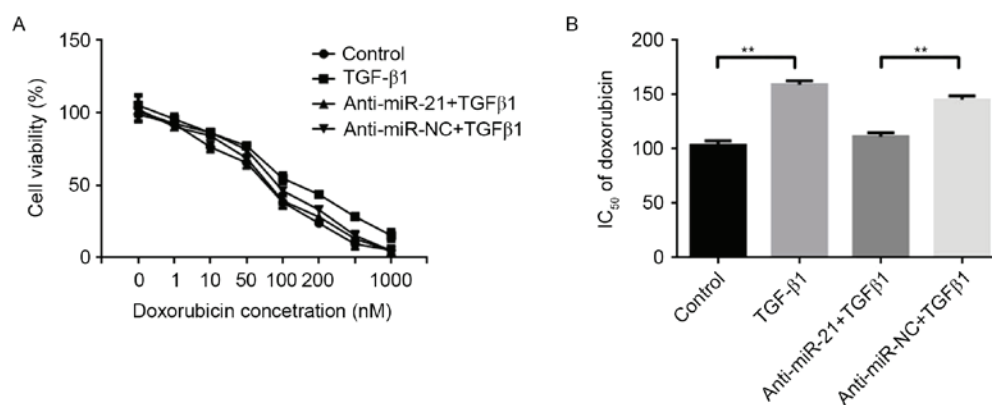 A
150
100
50
0
Cell viability (%)
Control
TGF-β1
Anti-miR-21+TGFβ1
Anti-miR-NC+TGFβ1
0 1 10 50 100 200 1000
Doxorubicin concetration (nM)
B
200
150
100
50
0
IC50 of doxorubicin
** **
Control
TGF-β1
Anti-miR-21+TGFβ1
Anti-miR-NC+TGFβ1